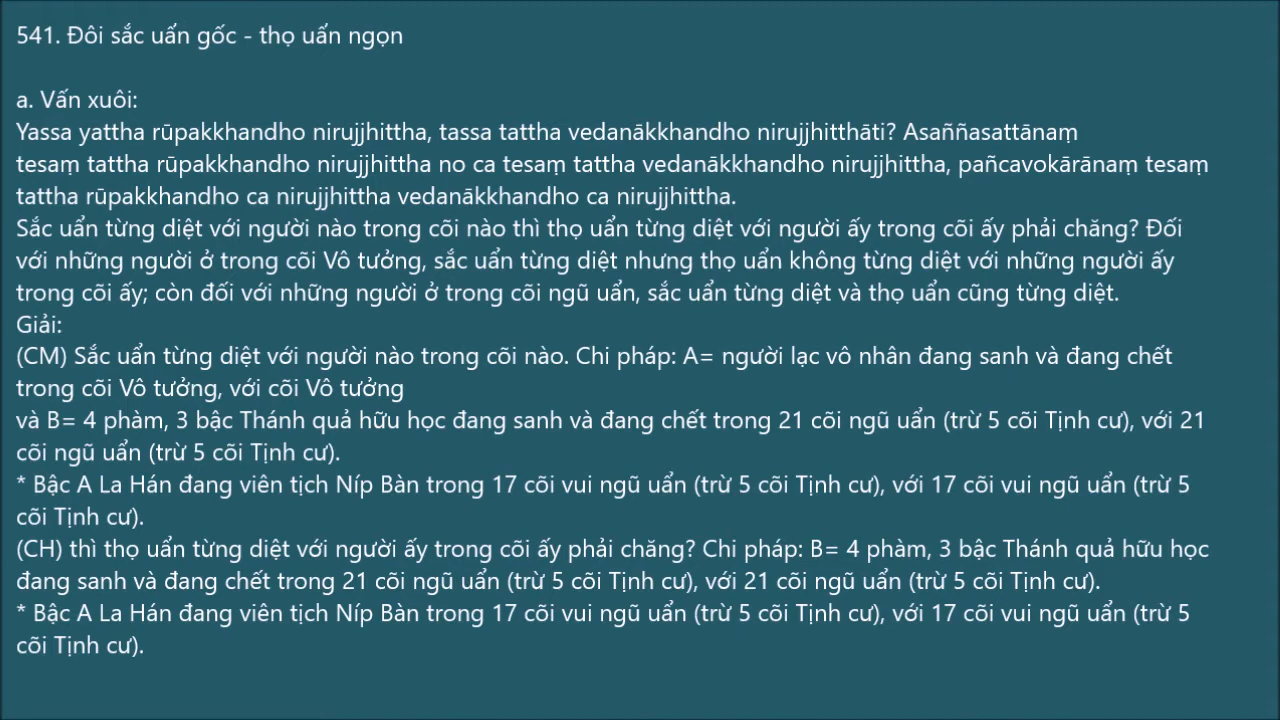 541. Đôi sắc uẩn gốc - thọ uẩn ngọn
a. Vấn xuôi:
Yassa yattha rūpakkhandho nirujjhittha, tassa tattha vedanākkhandho nirujjhitthāti? Asaññasattānaṃ
tesaṃ tattha rūpakkhandho nirujjhittha no ca tesaṃ tattha vedanākkhandho nirujjhittha, pañcavokārānaṃ tesaṃ
tattha rūpakkhandho ca nirujjhittha vedanākkhandho ca nirujjhittha.
Sắc uẩn từng diệt với người nào trong cõi nào thì thọ uẩn từng diệt với người ấy trong cõi ấy phải chăng? Đối
với những người ở trong cõi Vô tưởng, sắc uẩn từng diệt nhưng thọ uẩn không từng diệt với những người ấy
trong cõi ấy; còn đối với những người ở trong cõi ngũ uẩn, sắc uẩn từng diệt và thọ uẩn cũng từng diệt.
Giải:
(CM) Sắc uẩn từng diệt với người nào trong cõi nào. Chi pháp: A= người lạc vô nhân đang sanh và đang chết
trong cõi Vô tưởng, với cõi Vô tưởng
và B= 4 phàm, 3 bậc Thánh quả hữu học đang sanh và đang chết trong 21 cõi ngũ uẩn (trừ 5 cõi Tịnh cư), với 21
cõi ngũ uẩn (trừ 5 cõi Tịnh cư).
* Bậc A La Hán đang viên tịch Níp Bàn trong 17 cõi vui ngũ uẩn (trừ 5 cõi Tịnh cư), với 17 cõi vui ngũ uẩn (trừ 5
cõi Tịnh cư).
(CH) thì thọ uẩn từng diệt với người ấy trong cõi ấy phải chăng? Chi pháp: B= 4 phàm, 3 bậc Thánh quả hữu học
đang sanh và đang chết trong 21 cõi ngũ uẩn (trừ 5 cõi Tịnh cư), với 21 cõi ngũ uẩn (trừ 5 cõi Tịnh cư).
* Bậc A La Hán đang viên tịch Níp Bàn trong 17 cõi vui ngũ uẩn (trừ 5 cõi Tịnh cư), với 17 cõi vui ngũ uẩn (trừ 5
cõi Tịnh cư).